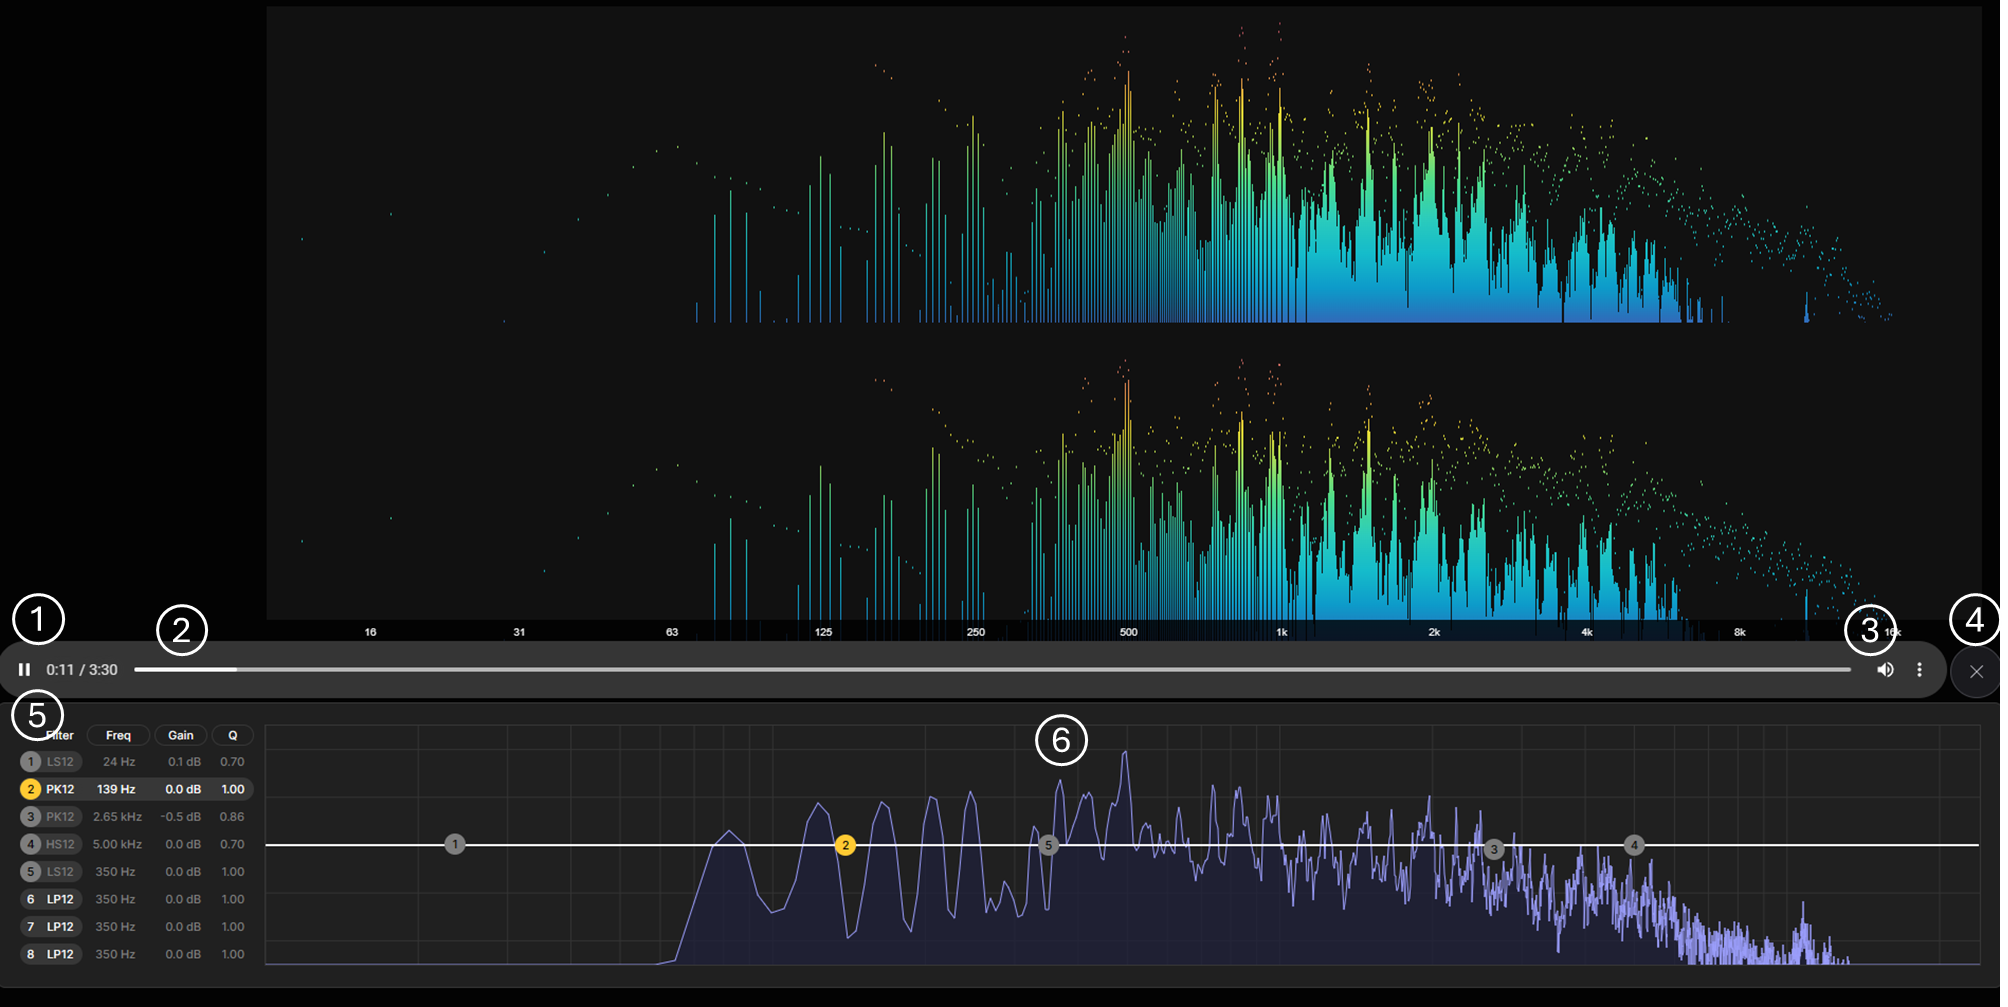 16 31 63 125 250 500 1k 2k 4k 8k 16k
1 2 3 4
0:11 / 3:30
5 6
Filter Freq Gain Q
1 LS12 24 Hz 0.1 dB 0.70
2 PK12 139 Hz 0.0 dB 1.00
3 PK12 2.65 kHz -0.5 dB 0.86
4 HS12 5.00 kHz 0.0 dB 0.70
5 LS12 350 Hz 0.0 dB 1.00
6 LP12 350 Hz 0.0 dB 1.00
7 LP12 350 Hz 0.0 dB 1.00
8 LP12 350 Hz 0.0 dB 1.00
1 2 5 3 4